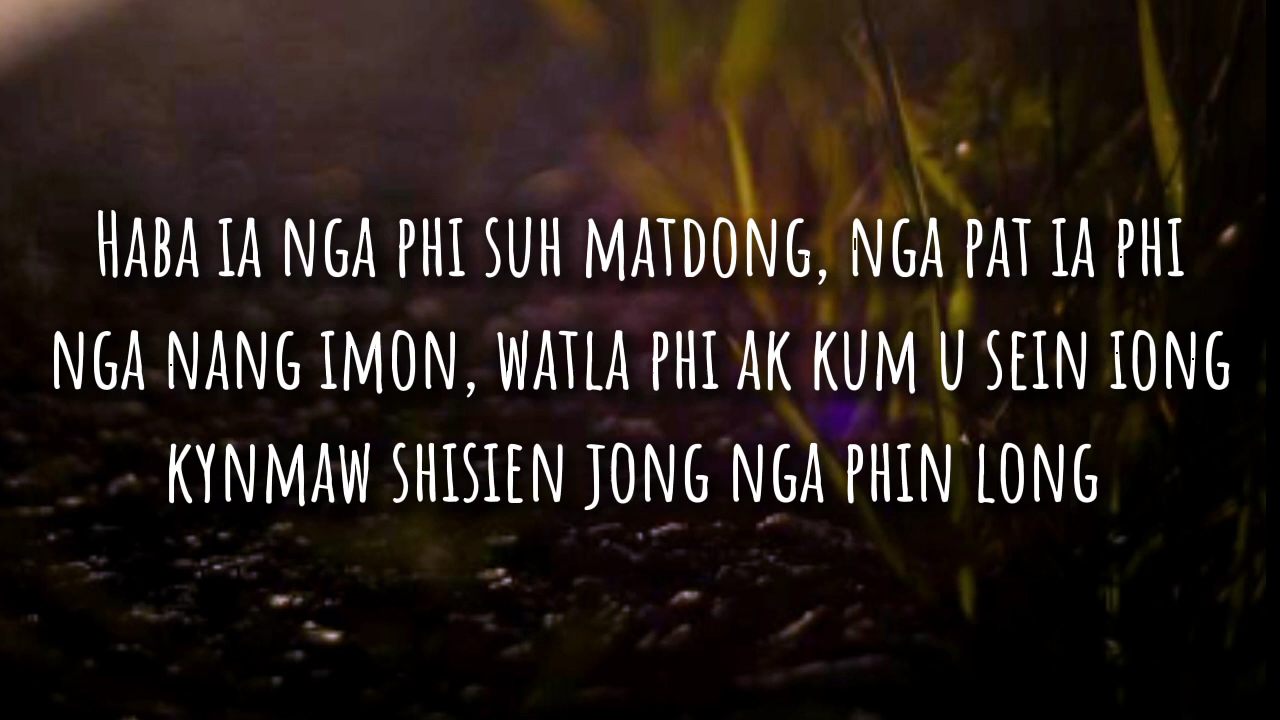 Haba ia nga phi suh matdong, nga pat ia phi
nga nang imon, watla phi ak kum u sein iong
kynmaw shisien jong nga phin long